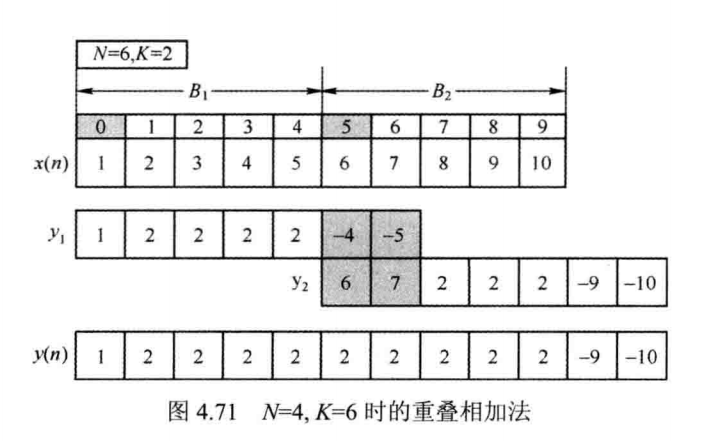 N=6,K=2
B₁ B₂
0 1 2 3 4 5 6 7 8 9
x(n) 1 2 3 4 5 6 7 8 9 10
y₁ 1 2 2 2 2 –4 –5
y₂ 6 7 2 2 2 –9 –10
y(n) 1 2 2 2 2 2 2 2 2 2 –9 –10
图 4.71 N=4, K=6 时的重叠相加法